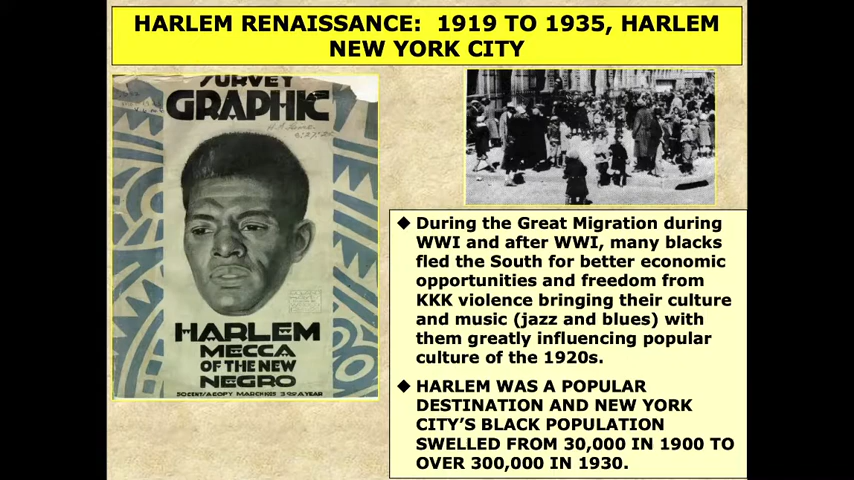 HARLEM RENAISSANCE: 1919 TO 1935, HARLEM
NEW YORK CITY
SURVEY
GRAPHIC
HARLEM
MECCA
OF THE NEW
NEGRO
◆ During the Great Migration during
WWI and after WWI, many blacks
fled the South for better economic
opportunities and freedom from
KKK violence bringing their culture
and music (jazz and blues) with
them greatly influencing popular
culture of the 1920s.
◆ HARLEM WAS A POPULAR
DESTINATION AND NEW YORK
CITY'S BLACK POPULATION
SWELLED FROM 30,000 IN 1900 TO
OVER 300,000 IN 1930.